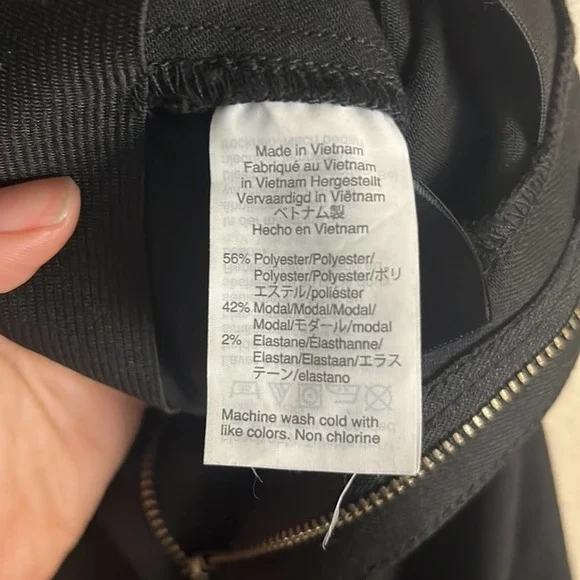 Made in Vietnam
Fabriqué au Vietnam
in Vietnam Hergestellt
Vervaardigd in Viëtnam
ベトナム製
Hecho en Vietnam
56% Polyester/Polyester/
Polyester/Polyester/ポリ
エステル/poliéster
42% Modal/Modal/Modal/
Modal/モダール/modal
2% Elastane/Élasthanne/
Elastan/Elastaan/エラス
テーン/elastano
Machine wash cold with
like colors. Non chlorine